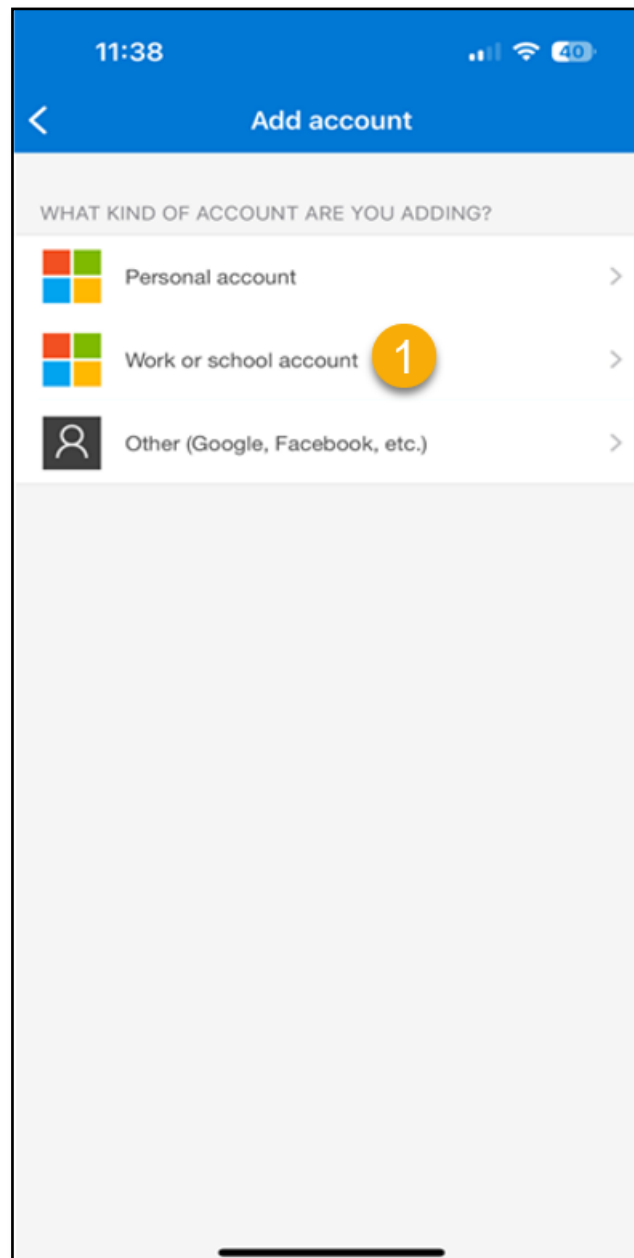 11:38 40
Add account
WHAT KIND OF ACCOUNT ARE YOU ADDING?
Personal account
Work or school account 1
Other (Google, Facebook, etc.)